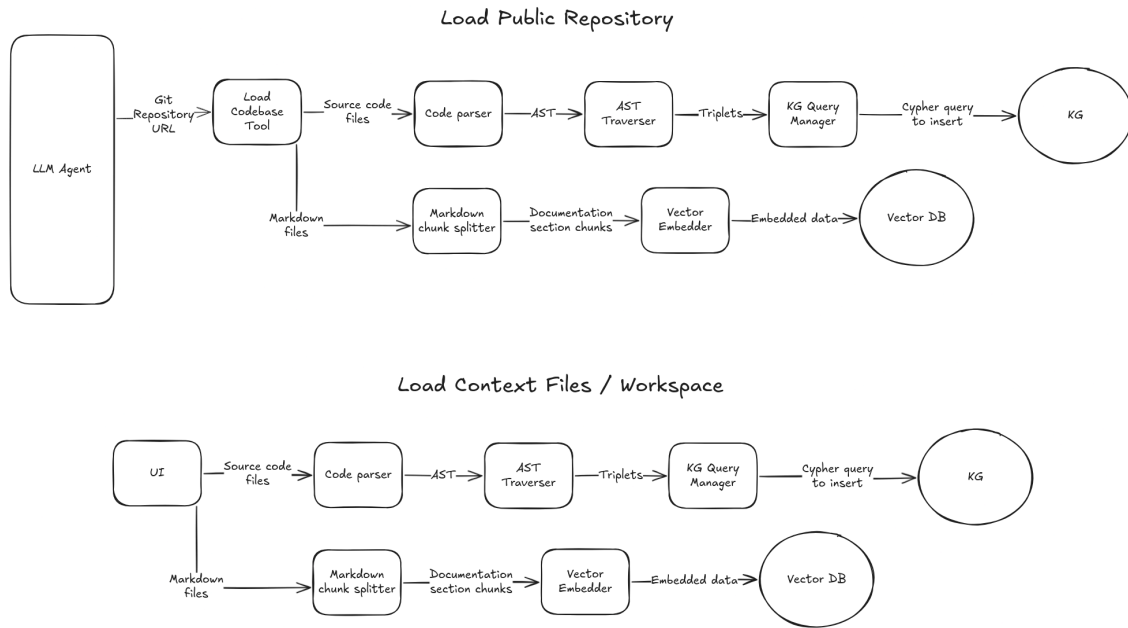 Load Public Repository
LLM Agent
Git
Repository
URL
Load
Codebase
Tool
Source code
files
Code parser
AST
AST
Traverser
Triplets
KG Query
Manager
Cypher query
to insert
KG
Markdown
files
Markdown
chunk splitter
Documentation
section chunks
Vector
Embedder
Embedded data
Vector DB
Load Context Files / Workspace
UI
Source code
files
Code parser
AST
AST
Traverser
Triplets
KG Query
Manager
Cypher query
to insert
KG
Markdown
files
Markdown
chunk splitter
Documentation
section chunks
Vector
Embedder
Embedded data
Vector DB